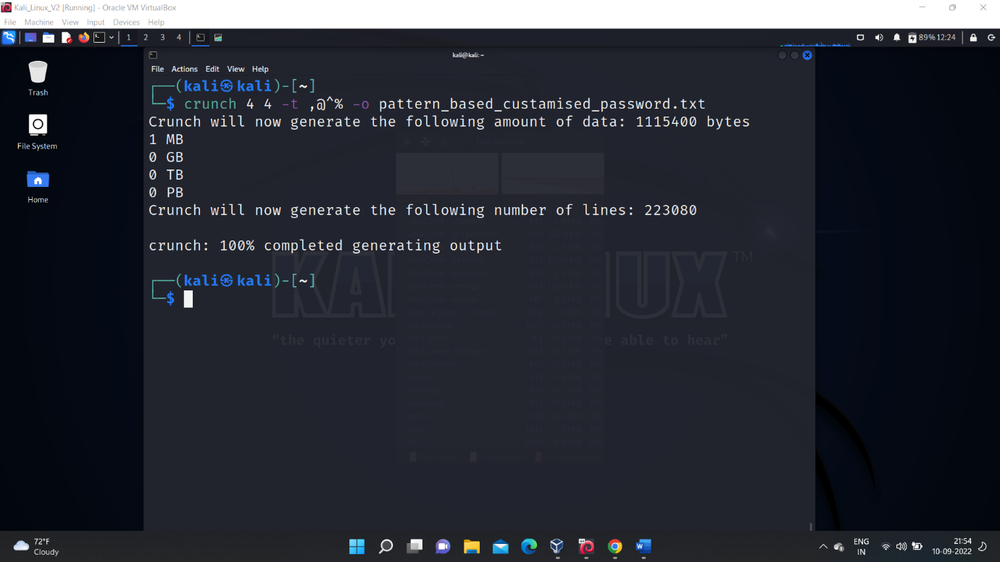 Kali_Linux_V2 [Running] - Oracle VM VirtualBox
File Machine View Input Devices Help
1 2 3 4
89% 12:24
kali@kali: ~
File Actions Edit View Help
Trash
File System
Home
┌──(kali㉿kali)-[~]
└─$ crunch 4 4 -t ,@^% -o pattern_based_custamised_password.txt
Crunch will now generate the following amount of data: 1115400 bytes
1 MB
0 GB
0 TB
0 PB
Crunch will now generate the following number of lines: 223080
crunch: 100% completed generating output
┌──(kali㉿kali)-[~]
└─$
TM
"the quieter yo able to hear"
72°F
Cloudy
ENG
IN
21:54
10-09-2022